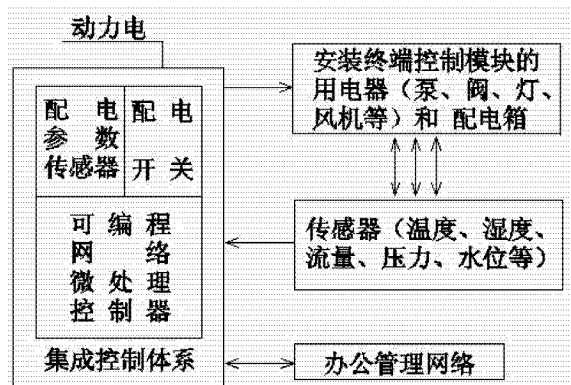 动力电
配 电
参 数
传感器
配 电
开 关
可 编 程
网 络
微 处 理
控 制 器
集成控制体系
安装终端控制模块的
用电器（泵、阀、灯、
风机等）和 配电箱
传感器（温度、湿度、
流量、压力、水位等）
办公管理网络